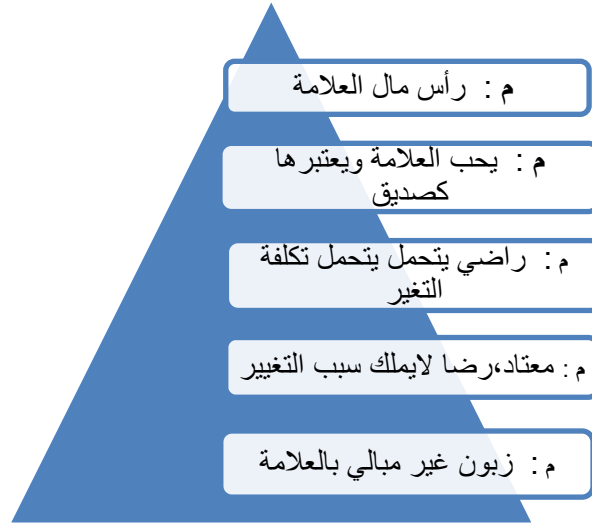 م : رأس مال العلامة
م : يحب العلامة ويعتبرها
كصديق
م : راضي يتحمل يتحمل تكلفة
التغير
م : معتاد،رضا لايملك سبب التغيير
م : زبون غير مبالي بالعلامة